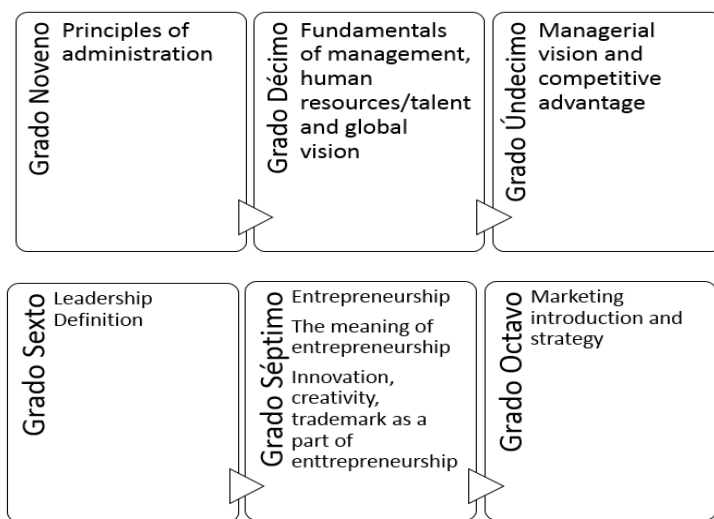 Grado Noveno
Principles of
administration
Grado Décimo
Fundamentals
of management,
human
resources/talent
and global
vision
Grado Úndecimo
Managerial
vision and
competitive
advantage
Grado Sexto
Leadership
Definition
Grado Séptimo
Entrepreneurship
The meaning of
entrepreneurship
Innovation,
creativity,
trademark as a
part of
enttrepreneurship
Grado Octavo
Marketing
introduction and
strategy